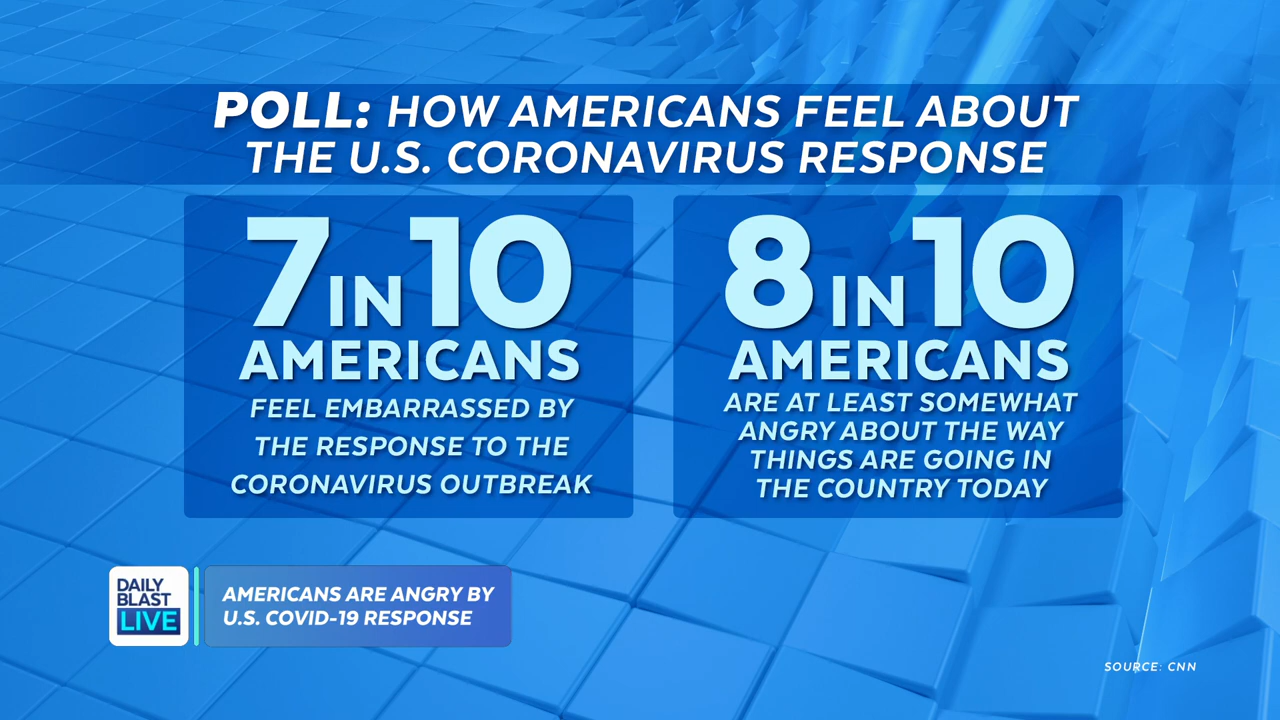 POLL: HOW AMERICANS FEEL ABOUT
THE U.S. CORONAVIRUS RESPONSE
7 IN 10
AMERICANS
FEEL EMBARRASSED BY
THE RESPONSE TO THE
CORONAVIRUS OUTBREAK
8 IN 10
AMERICANS
ARE AT LEAST SOMEWHAT
ANGRY ABOUT THE WAY
THINGS ARE GOING IN
THE COUNTRY TODAY
DAILY
BLAST
LIVE
AMERICANS ARE ANGRY BY
U.S. COVID-19 RESPONSE
SOURCE: CNN